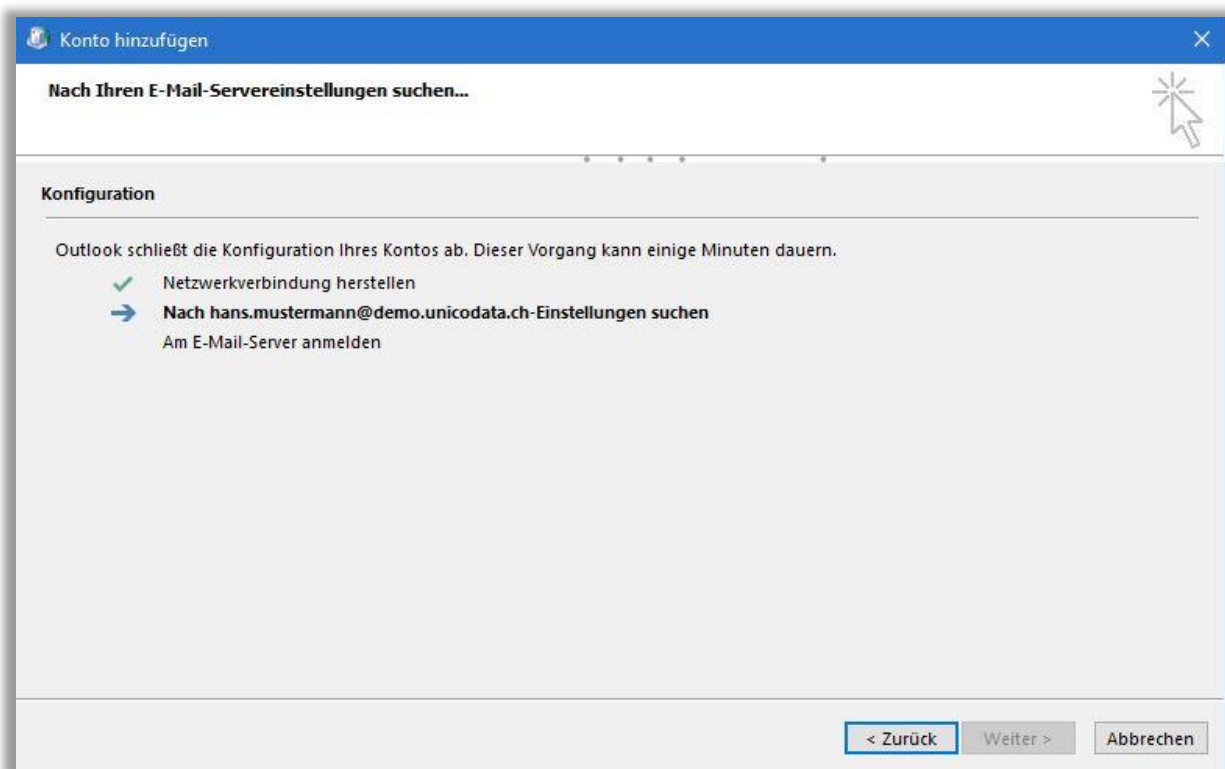 Konto hinzufügen
Nach Ihren E-Mail-Servereinstellungen suchen...
Konfiguration
Outlook schließt die Konfiguration Ihres Kontos ab. Dieser Vorgang kann einige Minuten dauern.
Netzwerkverbindung herstellen
Nach hans.mustermann@demo.unicodata.ch-Einstellungen suchen
Am E-Mail-Server anmelden
< Zurück Weiter > Abbrechen